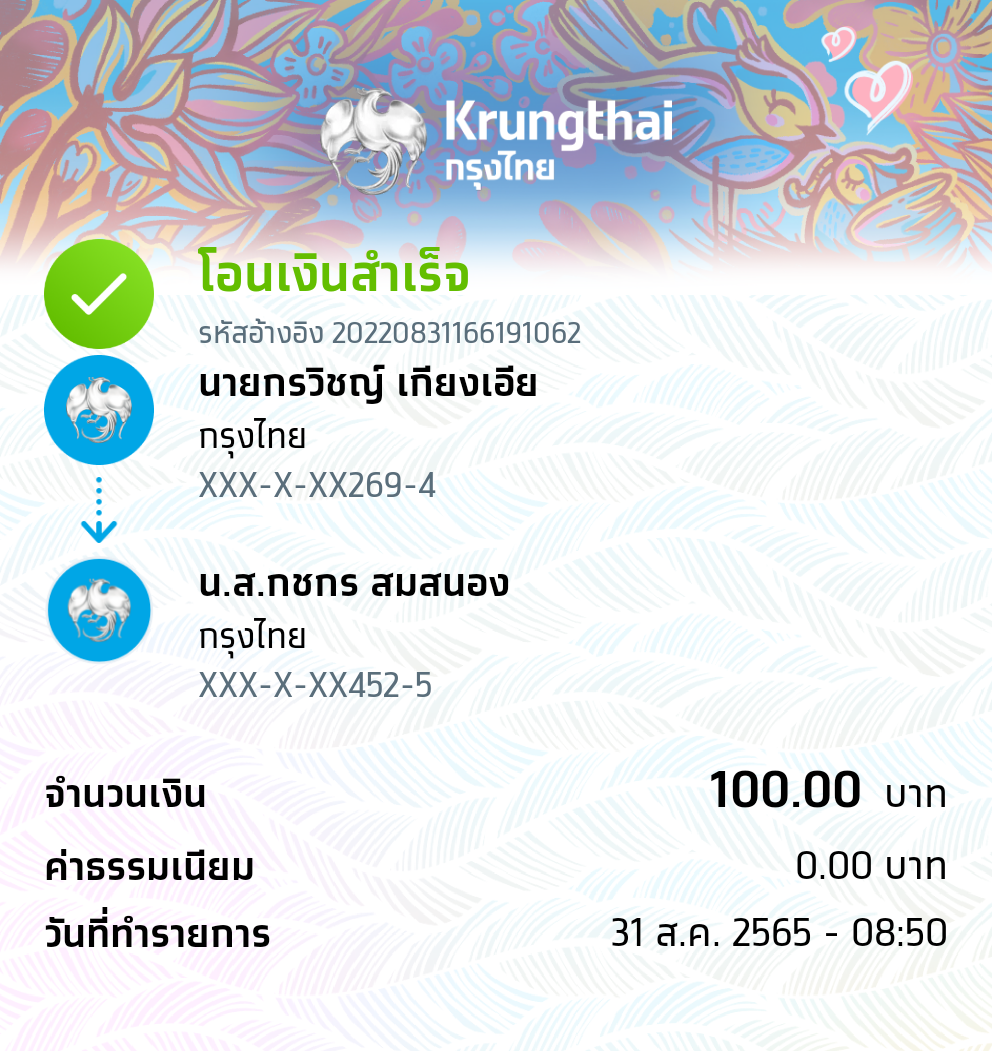 Krungthai
กรุงไทย
โอนเงินสำเร็จ
รหัสอ้างอิง 20220831166191062
นายกรวิชญ์ เกียงเอีย
กรุงไทย
XXX-X-XX269-4
น.ส.กชกร สมสนอง
กรุงไทย
XXX-X-XX452-5
จำนวนเงิน 100.00 บาท
ค่าธรรมเนียม 0.00 บาท
วันที่ทำรายการ 31 ส.ค. 2565 - 08:50